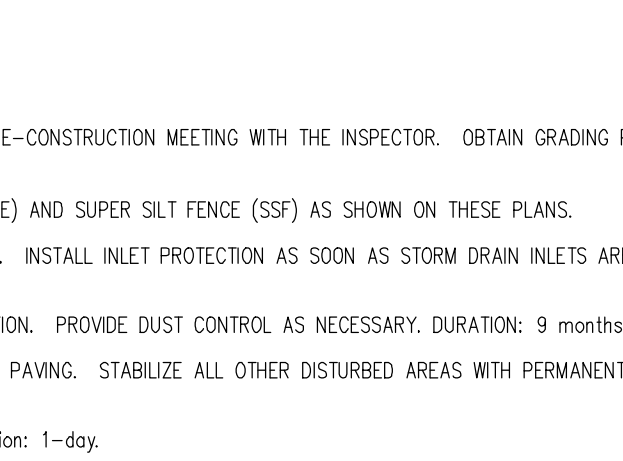 E-CONSTRUCTION MEETING WITH THE INSPECTOR. OBTAIN GRADING
E) AND SUPER SILT FENCE (SSF) AS SHOWN ON THESE PLANS.
. INSTALL INLET PROTECTION AS SOON AS STORM DRAIN INLETS ARE
TION. PROVIDE DUST CONTROL AS NECESSARY. DURATION: 9 months
PAVING. STABILIZE ALL OTHER DISTURBED AREAS WITH PERMANENT
ion: 1-day.